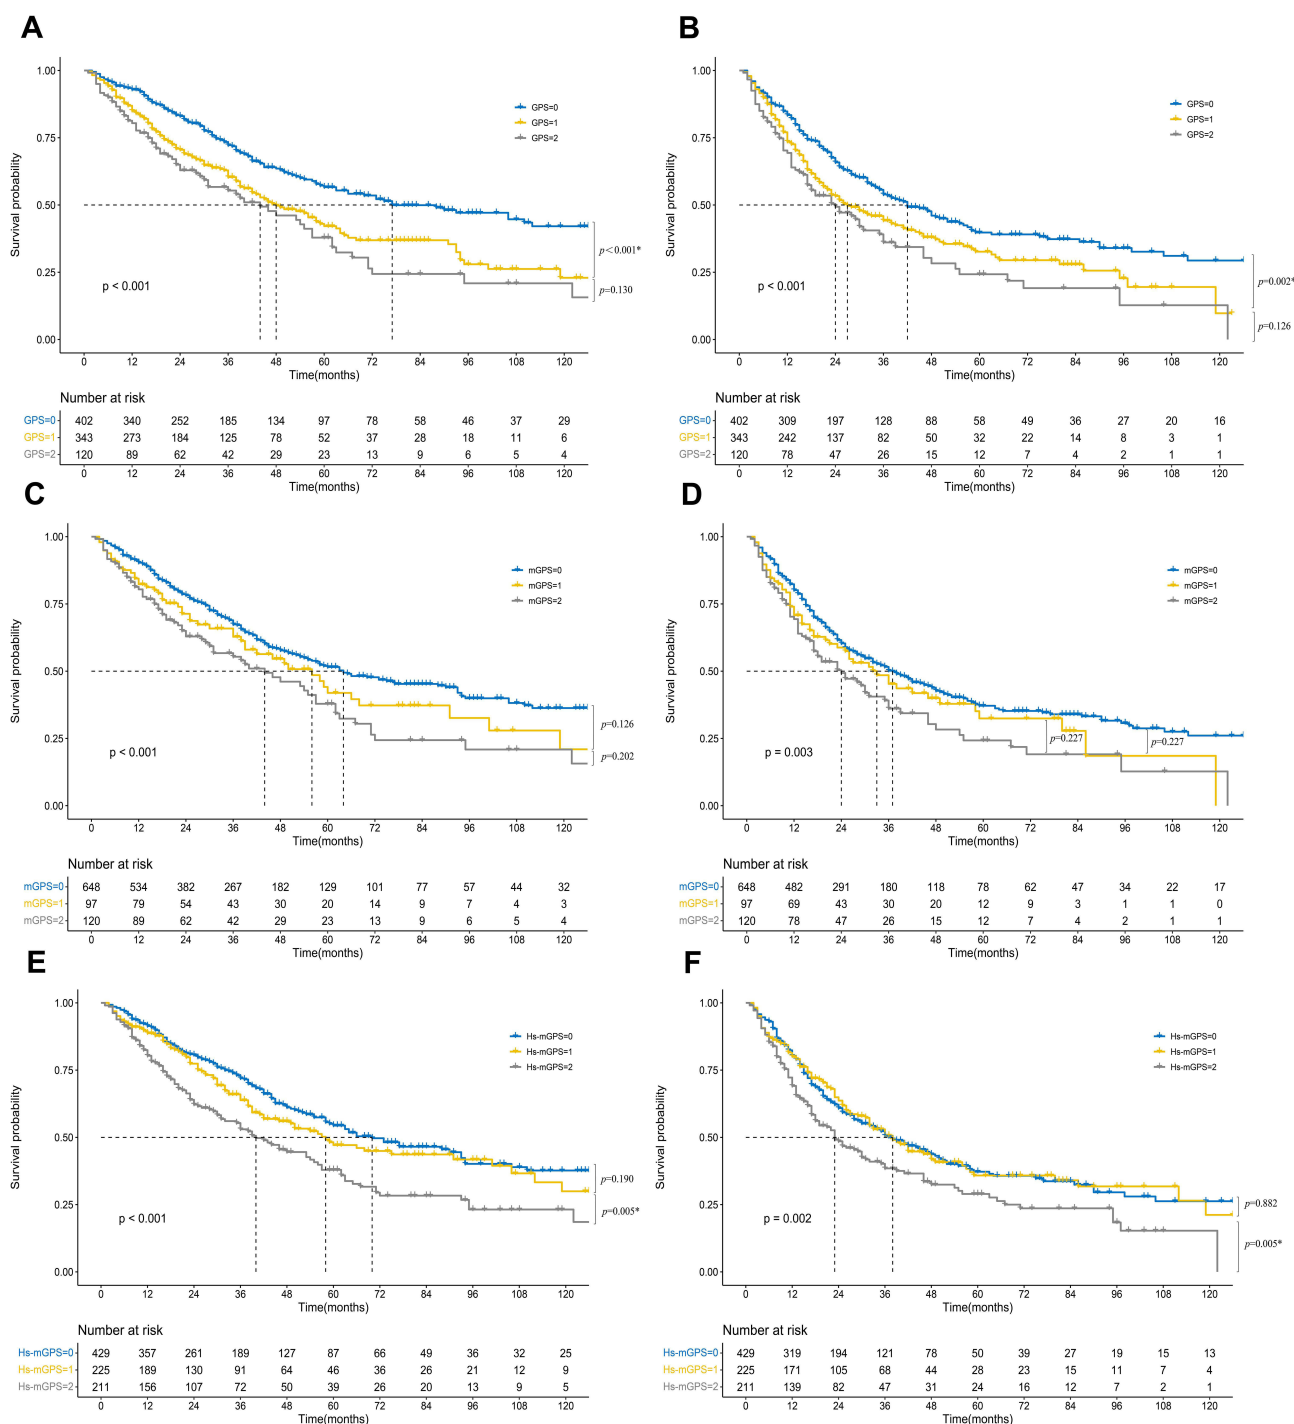 A
1.00
0.75
0.50
0.25
0.00
Survival probability
GPS=0
GPS=1
GPS=2
p < 0.001
p<0.001*
p=0.130
0 12 24 36 48 60 72 84 96 108 120
Time(months)
Number at risk
GPS=0 402 340 252 185 134 97 78 58 46 37 29
GPS=1 343 273 184 125 78 52 37 28 18 11 6
GPS=2 120 89 62 42 29 23 13 9 6 5 4
0 12 24 36 48 60 72 84 96 108 120
Time(months)
B
1.00
0.75
0.50
0.25
0.00
Survival probability
GPS=0
GPS=1
GPS=2
p < 0.001
p=0.002*
p=0.126
0 12 24 36 48 60 72 84 96 108 120
Time(months)
Number at risk
GPS=0 402 309 197 128 88 58 49 36 27 20 16
GPS=1 343 242 137 82 50 32 22 14 8 3 1
GPS=2 120 78 47 26 15 12 7 4 2 1 1
0 12 24 36 48 60 72 84 96 108 120
Time(months)
C
1.00
0.75
0.50
0.25
0.00
Survival probability
mGPS=0
mGPS=1
mGPS=2
p < 0.001
p=0.126
p=0.202
0 12 24 36 48 60 72 84 96 108 120
Time(months)
Number at risk
mGPS=0 648 534 382 267 182 129 101 77 57 44 32
mGPS=1 97 79 54 43 30 20 14 9 7 4 3
mGPS=2 120 89 62 42 29 23 13 9 6 5 4
0 12 24 36 48 60 72 84 96 108 120
Time(months)
D
1.00
0.75
0.50
0.25
0.00
Survival probability
mGPS=0
mGPS=1
mGPS=2
p = 0.003
p=0.227
p=0.227
0 12 24 36 48 60 72 84 96 108 120
Time(months)
Number at risk
mGPS=0 648 482 291 180 118 78 62 47 34 22 17
mGPS=1 97 69 43 30 20 12 9 3 1 1 0
mGPS=2 120 78 47 26 15 12 7 4 2 1 1
0 12 24 36 48 60 72 84 96 108 120
Time(months)
E
1.00
0.75
0.50
0.25
0.00
Survival probability
Hs-mGPS=0
Hs-mGPS=1
Hs-mGPS=2
p < 0.001
p=0.190
p=0.005*
0 12 24 36 48 60 72 84 96 108 120
Time(months)
Number at risk
Hs-mGPS=0 429 357 261 189 127 87 66 49 36 32 25
Hs-mGPS=1 225 189 130 91 64 46 36 26 21 12 9
Hs-mGPS=2 211 156 107 72 50 39 26 20 13 9 5
0 12 24 36 48 60 72 84 96 108 120
Time(months)
F
1.00
0.75
0.50
0.25
0.00
Survival probability
Hs-mGPS=0
Hs-mGPS=1
Hs-mGPS=2
p = 0.002
p=0.882
p=0.005*
0 12 24 36 48 60 72 84 96 108 120
Time(months)
Number at risk
Hs-mGPS=0 429 319 194 121 78 50 39 27 19 15 13
Hs-mGPS=1 225 171 105 68 44 28 23 15 11 7 4
Hs-mGPS=2 211 139 82 47 31 24 16 12 7 2 1
0 12 24 36 48 60 72 84 96 108 120
Time(months)